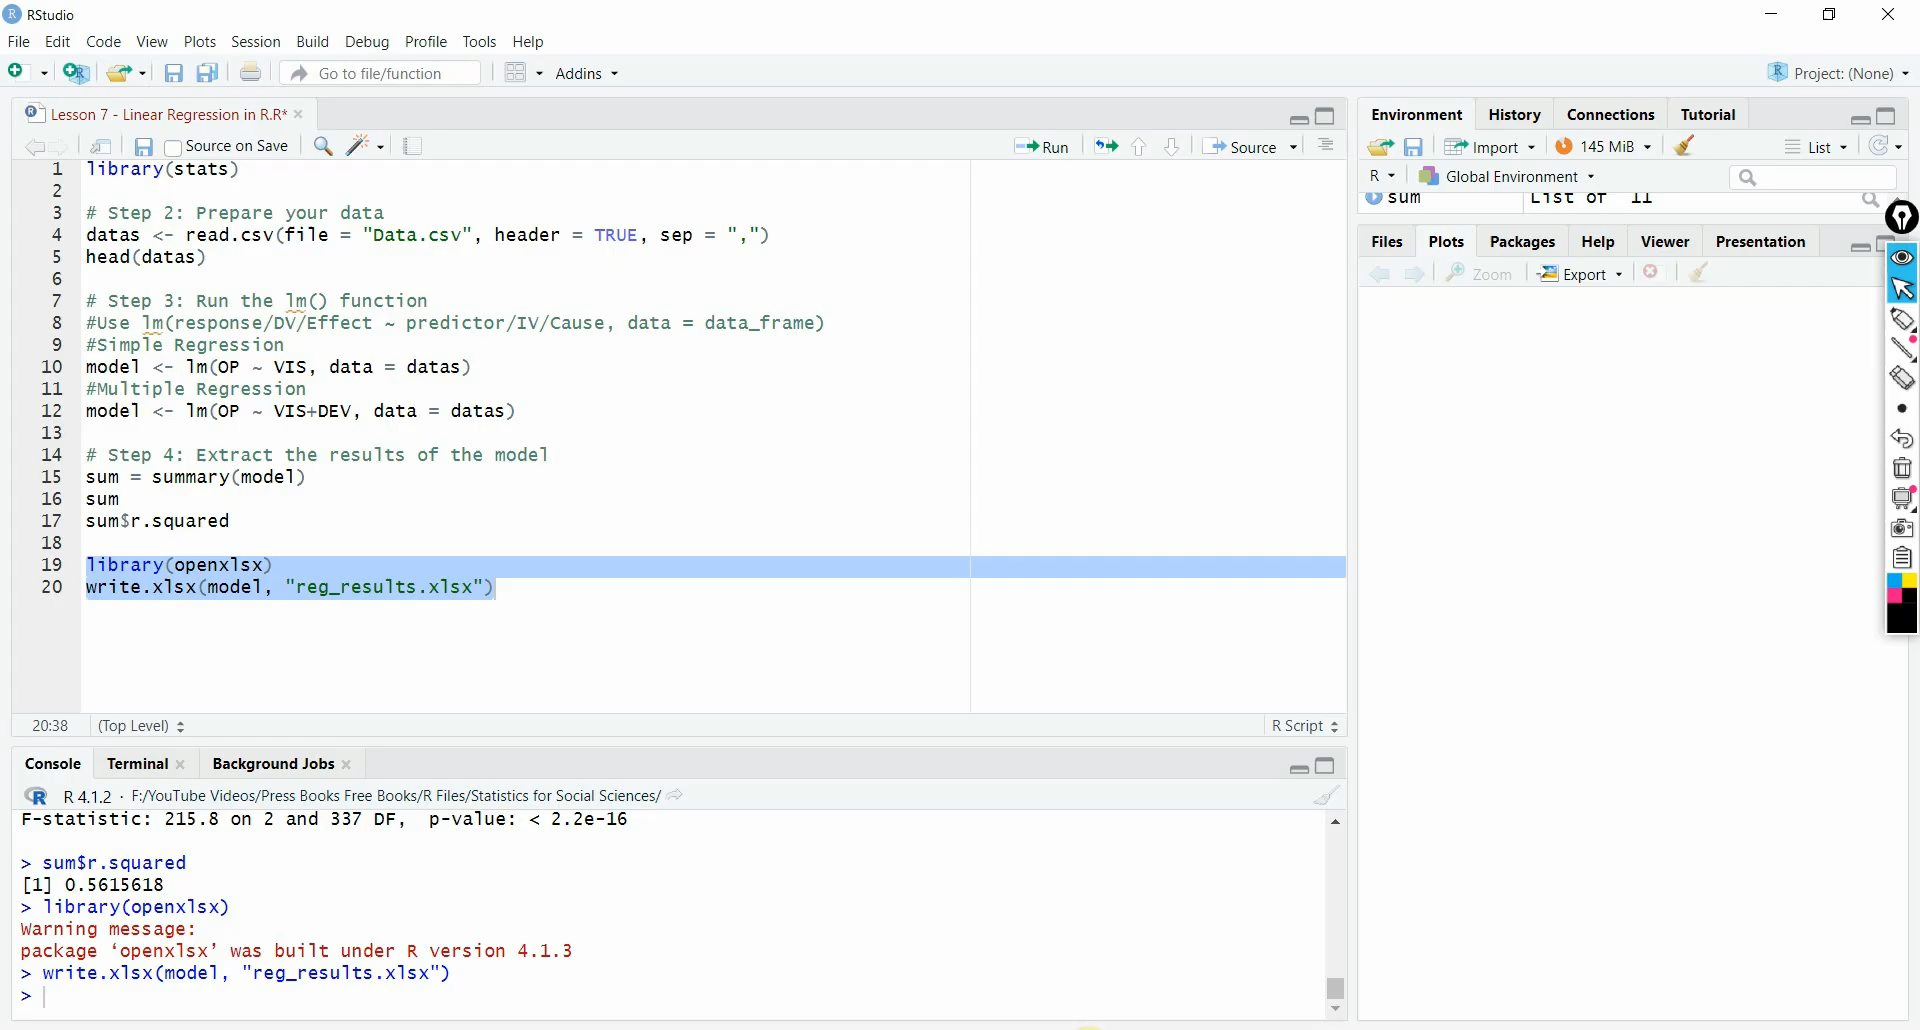 RStudio
File Edit Code View Plots Session Build Debug Profile Tools Help
Go to file/function Addins Project: (None)
Lesson 7 - Linear Regression in R.R*
Source on Save Run Source
1 library(stats)
2
3 # Step 2: Prepare your data
4 datas <- read.csv(file = "Data.csv", header = TRUE, sep = ",")
5 head(datas)
6
7 # Step 3: Run the lm() function
8 #Use lm(response/DV/Effect ~ predictor/IV/Cause, data = data_frame)
9 #Simple Regression
10 model <- lm(OP ~ VIS, data = datas)
11 #Multiple Regression
12 model <- lm(OP ~ VIS+DEV, data = datas)
13
14 # Step 4: Extract the results of the model
15 sum = summary(model)
16 sum
17 sum$r.squared
18
19 library(openxlsx)
20 write.xlsx(model, "reg_results.xlsx")
20:38 (Top Level) R Script
Console Terminal Background Jobs
R 4.1.2 · F:/YouTube Videos/Press Books Free Books/R Files/Statistics for Social Sciences/
F-statistic: 215.8 on 2 and 337 DF, p-value: < 2.2e-16
> sum$r.squared
[1] 0.5615618
> library(openxlsx)
Warning message:
package ‘openxlsx’ was built under R version 4.1.3
> write.xlsx(model, "reg_results.xlsx")
>
Environment History Connections Tutorial
Import 145 MiB List
R Global Environment
sum List of 11
Files Plots Packages Help Viewer Presentation
Zoom Export